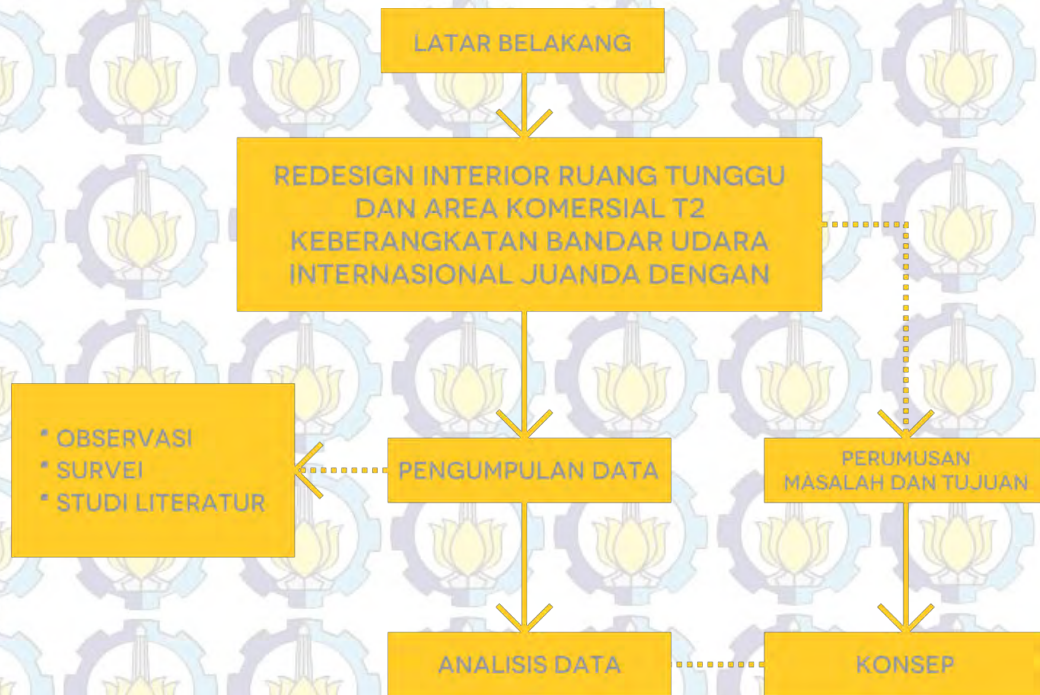 LATAR BELAKANG
REDESIGN INTERIOR RUANG TUNGGU
DAN AREA KOMERSIAL T2
KEBERANGKATAN BANDAR UDARA
INTERNASIONAL JUANDA DENGAN
* OBSERVASI
* SURVEI
* STUDI LITERATUR
PENGUMPULAN DATA
PERUMUSAN
MASALAH DAN TUJUAN
ANALISIS DATA
KONSEP